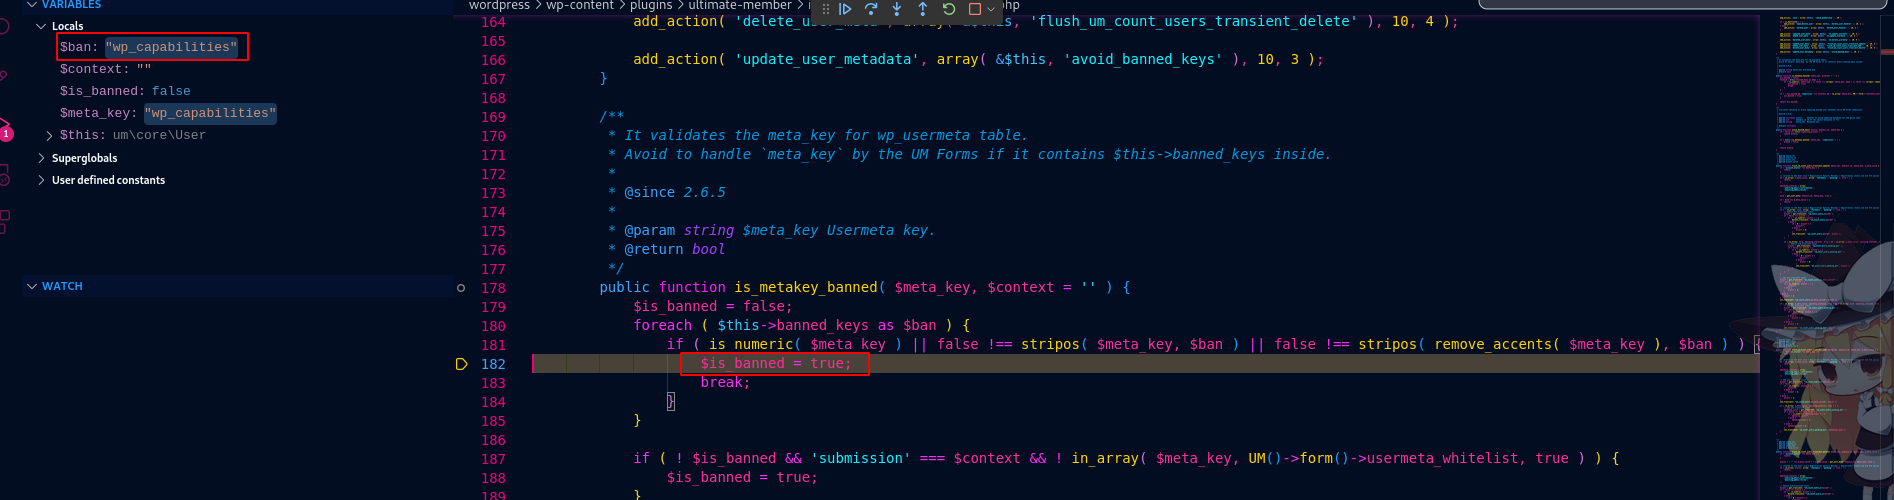 VARIABLES
Locals
$ban: "wp_capabilities"
$context: ""
$is_banned: false
$meta_key: "wp_capabilities"
$this: um\core\User
Superglobals
User defined constants
WATCH
1
wordpress > wp-content > plugins > ultimate-member > php
164 add_action( 'delete_user_meta', array( &$this, 'flush_um_count_users_transient_delete' ), 10, 4 );
165
166 add_action( 'update_user_metadata', array( &$this, 'avoid_banned_keys' ), 10, 3 );
167 }
168
169 /**
170 * It validates the meta_key for wp_usermeta table.
171 * Avoid to handle `meta_key` by the UM Forms if it contains $this->banned_keys inside.
172 *
173 * @since 2.6.5
174 *
175 * @param string $meta_key Usermeta key.
176 * @return bool
177 */
178 public function is_metakey_banned( $meta_key, $context = '' ) {
179 $is_banned = false;
180 foreach ( $this->banned_keys as $ban ) {
181 if ( is_numeric( $meta_key ) || false !== stripos( $meta_key, $ban ) || false !== stripos( remove_accents( $meta_key ), $ban ) ) {
182 $is_banned = true;
183 break;
184 }
185 }
186
187 if ( ! $is_banned && 'submission' === $context && ! in_array( $meta_key, UM()->form()->usermeta_whitelist, true ) ) {
188 $is_banned = true;
189 }